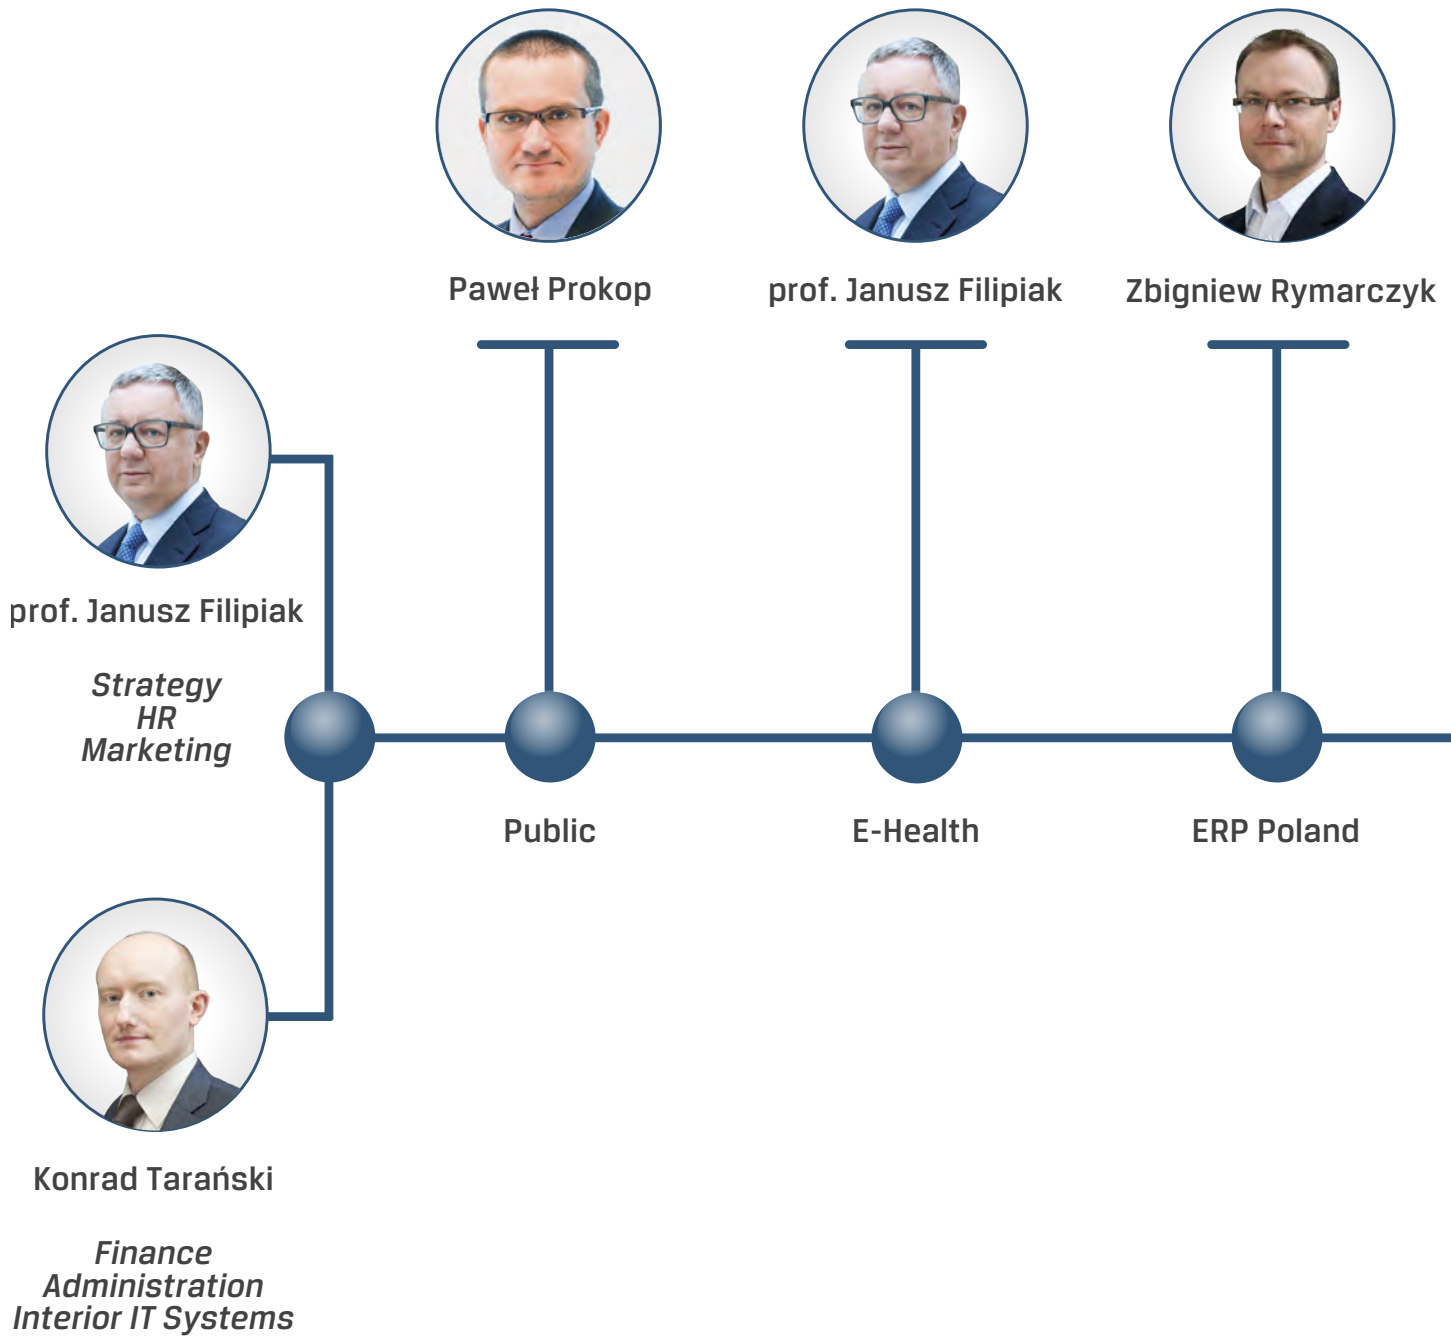 Paweł Prokop
prof. Janusz Filipiak
Zbigniew Rymarczyk
prof. Janusz Filipiak
Strategy
HR
Marketing
Public
E-Health
ERP Poland
Konrad Tarański
Finance
Administration
Interior IT Systems